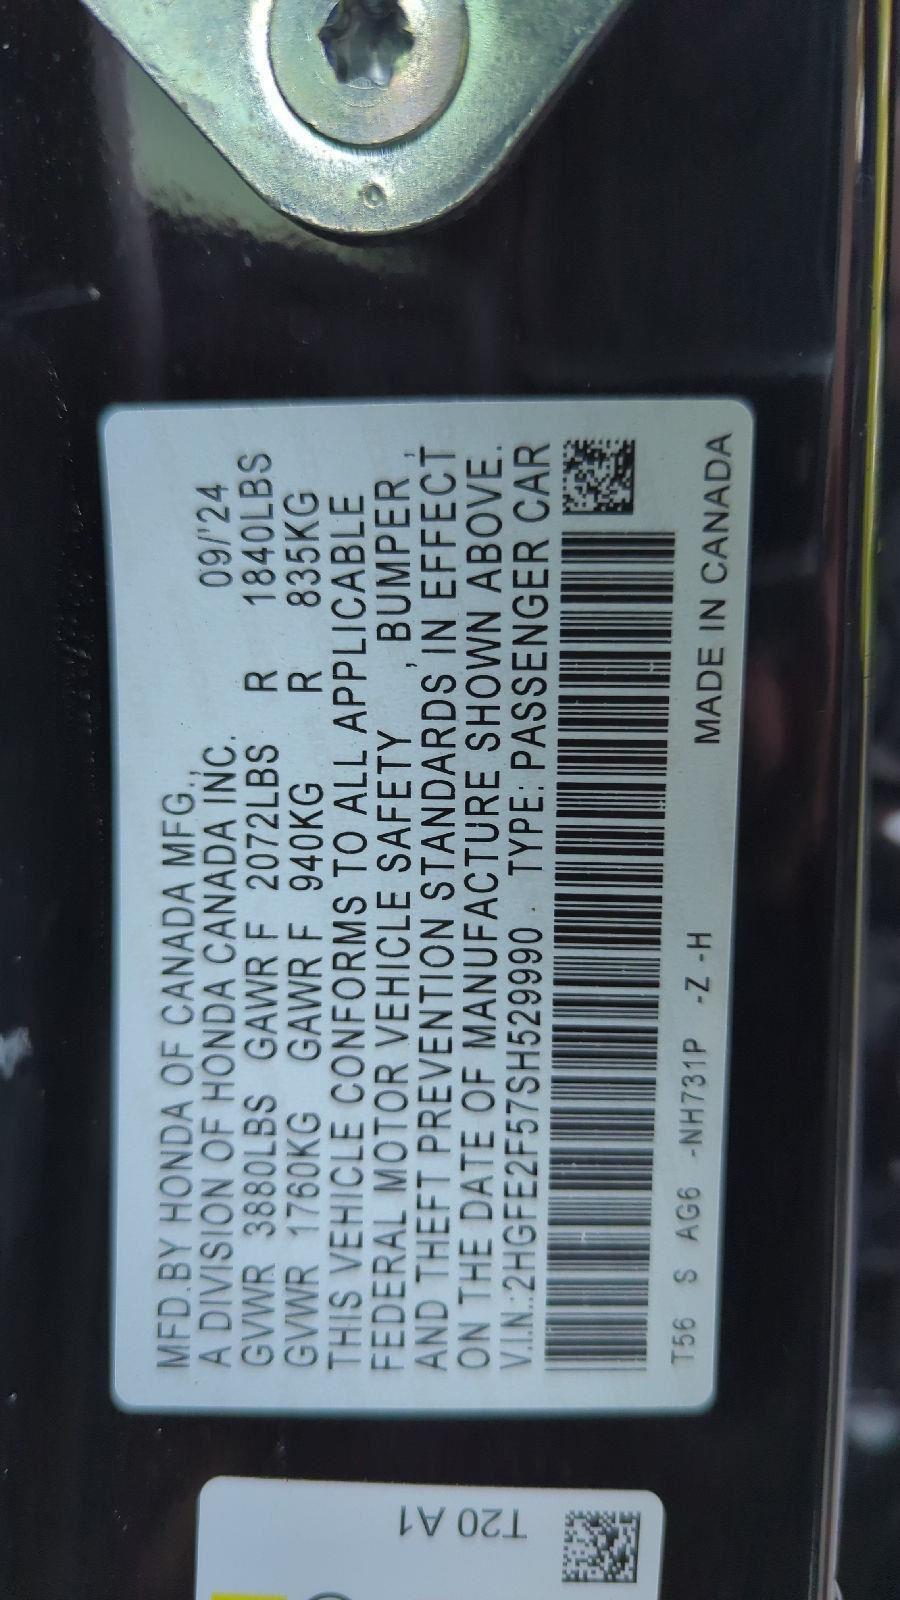 MFD.BY HONDA OF CANADA MFG.,
A DIVISION OF HONDA CANADA INC. 09/'24
GVWR 3880LBS GAWR F 2072LBS R 1840LBS
GVWR 1760KG GAWR F 940KG R 835KG
THIS VEHICLE CONFORMS TO ALL APPLICABLE
FEDERAL MOTOR VEHICLE SAFETY , BUMPER ,
AND THEFT PREVENTION STANDARDS IN EFFECT
ON THE DATE OF MANUFACTURE SHOWN ABOVE.
V.I.N.:2HGFE2F57SH529990 TYPE:PASSENGER CAR
T56 S AG6 -NH731P -Z -H MADE IN CANADA
T20 A1